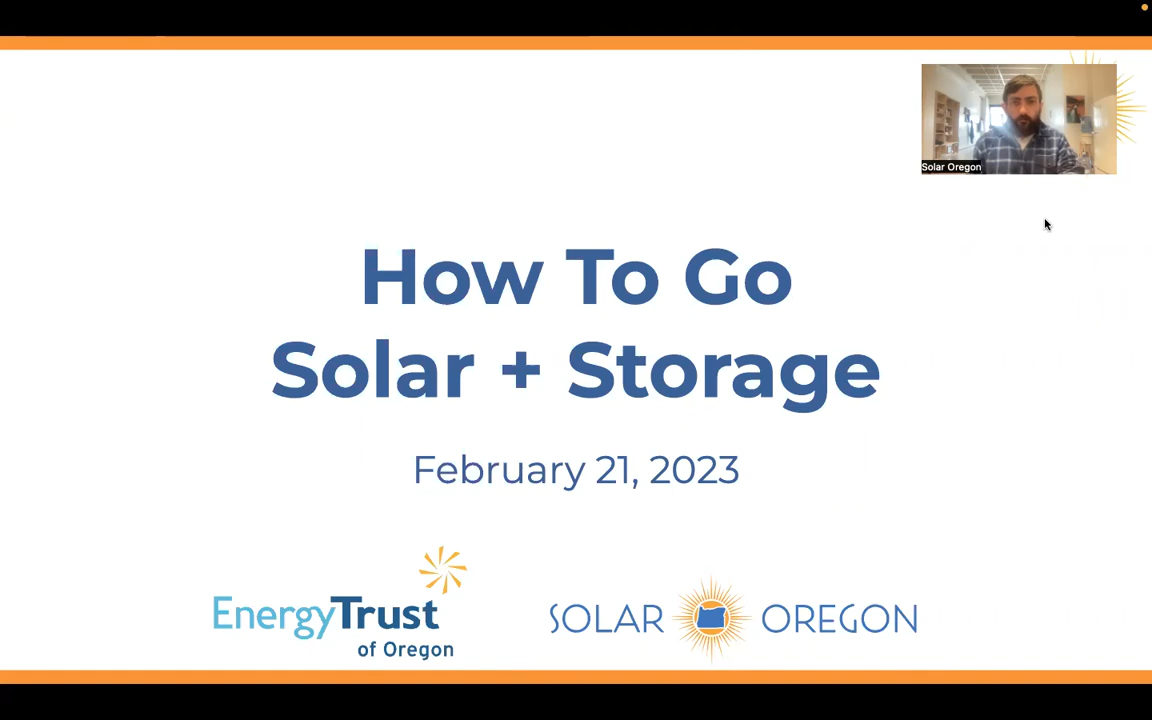 Solar Oregon
How To Go
Solar + Storage
February 21, 2023
EnergyTrust
of Oregon
SOLAR OREGON